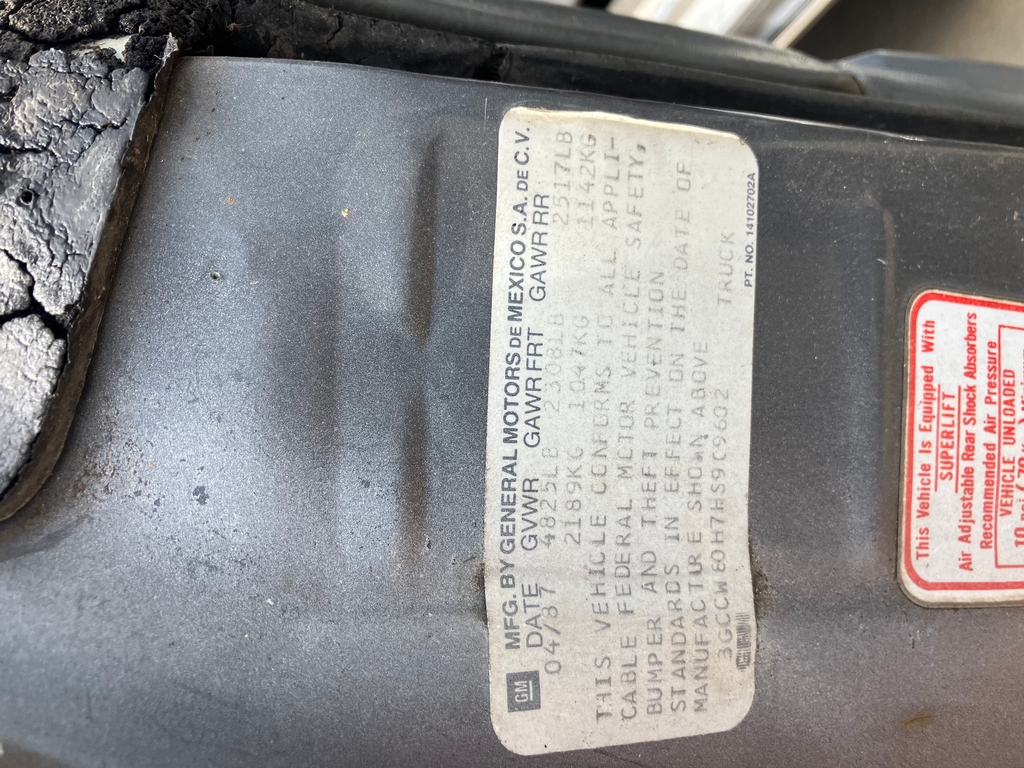 GM
MFG. BY GENERAL MOTORS DE MEXICO S.A. DE C.V.
DATE GVWR GAWR FRT GAWR RR
04/87 4825LB 2308LB 2517LB
2189KG 1047KG 1142KG
THIS VEHICLE CONFORMS TO ALL APPLI-
CABLE FEDERAL MOTOR VEHICLE SAFETY,
BUMPER AND THEFT PREVENTION
STANDARDS IN EFFECT ON THE DATE OF
MANUFACTURE SHOWN ABOVE
3GCCW80H7HS9C9602 TRUCK
PT. NO. 14102702A
This Vehicle Is Equipped With
SUPERLIFT
Air Adjustable Rear Shock Absorbers
Recommended Air Pressure
VEHICLE UNLOADED